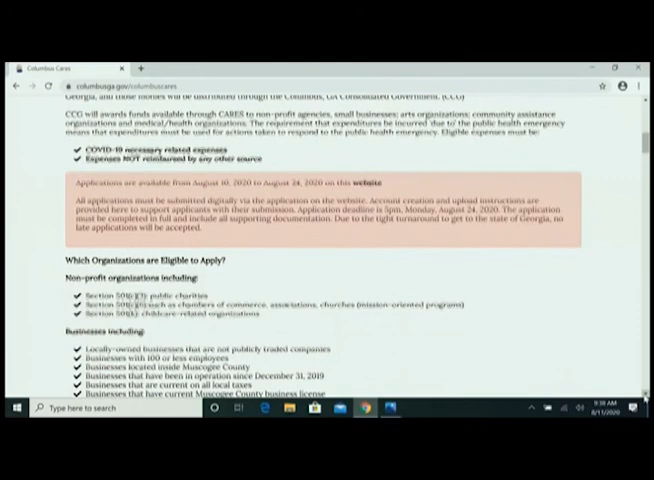 Columbus Cares
columbusga.gov/columbuscares
Georgia, and those monies will be distributed through the Columbus, GA Consolidated Government. (CCG)
CCG will awards funds available through CARES to non-profit agencies, small businesses; arts organizations; community assistance
organizations and medical/health organizations. The requirement that expenditures be incurred 'due to' the public health emergency
means that expenditures must be used for actions taken to respond to the public health emergency. Eligible expenses must be:
COVID-19 necessary related expenses
Expenses NOT reimbursed by any other source
Applications are available from August 10, 2020 to August 24, 2020 on this website
All applications must be submitted digitally via the application on the website. Account creation and upload instructions are
provided here to support applicants with their submission. Application deadline is 5pm, Monday, August 24, 2020. The application
must be completed in full and include all supporting documentation. Due to the tight turnaround to get to the state of Georgia, no
late applications will be accepted.
Which Organizations are Eligible to Apply?
Non-profit organizations including:
Section public charities
Section such as chambers of commerce, associations, churches (mission-oriented programs)
Section childcare-related organizations
Businesses including:
Locally-owned businesses that are not publicly traded companies
Businesses with 100 or less employees
Businesses located inside Muscogee County
Businesses that have been in operation since December 31, 2019
Businesses that are current on all local taxes
Businesses that have current Muscogee County business license
Type here to search
9:38 AM
8/11/2020